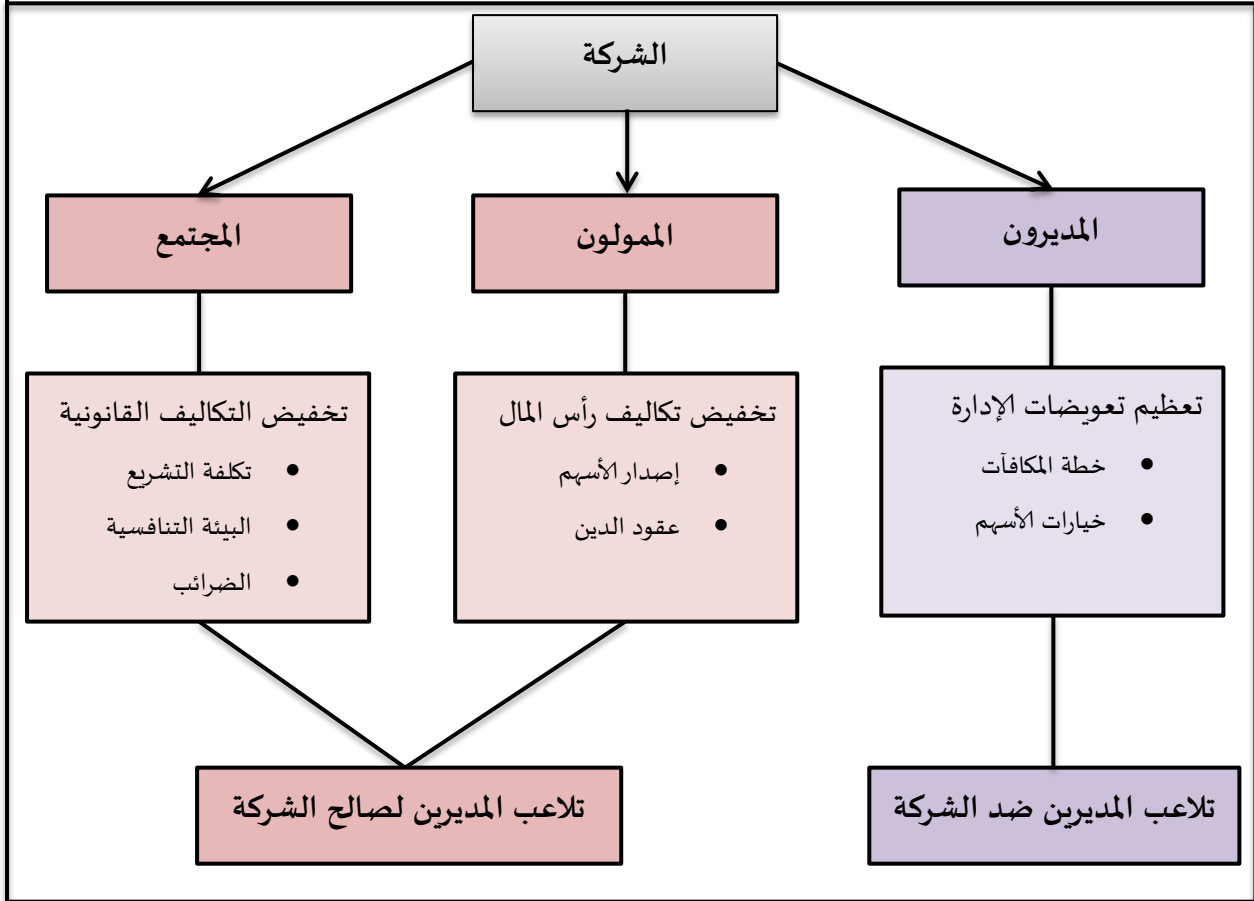 الشركة
المديرون
الممولون
المجتمع
تعظيم تعويضات الإدارة
• خطة المكافآت
• خيارات الأسهم
تخفيض تكاليف رأس المال
• إصدار الأسهم
• عقود الدين
تخفيض التكاليف القانونية
• تكلفة التشريع
• البيئة التنافسية
• الضرائب
تلاعب المديرين ضد الشركة
تلاعب المديرين لصالح الشركة